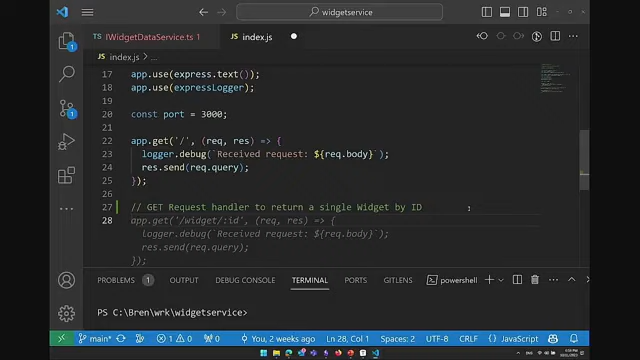 widgetservice
IWidgetDataService.ts 1
JS index.js
JS index.js > ...
17 app.use(express.text());
18 app.use(expressLogger);
19
20 const port = 3000;
21
22 app.get('/', (req, res) => {
23 logger.debug(`Received request: ${req.body}`);
24 res.send(req.query);
25 });
26
27 // GET Request handler to return a single Widget by ID
28 app.get('/widget/:id', (req, res) => {
logger.debug(`Received request: ${req.body}`);
res.send(req.query);
});
PROBLEMS 1 OUTPUT DEBUG CONSOLE TERMINAL PORTS GITLENS powershell
PS C:\Bren\wrk\widgetservice>
main* 1 0 0 You, 2 weeks ago Ln 28, Col 1 Spaces: 2 UTF-8 CRLF {} JavaScript